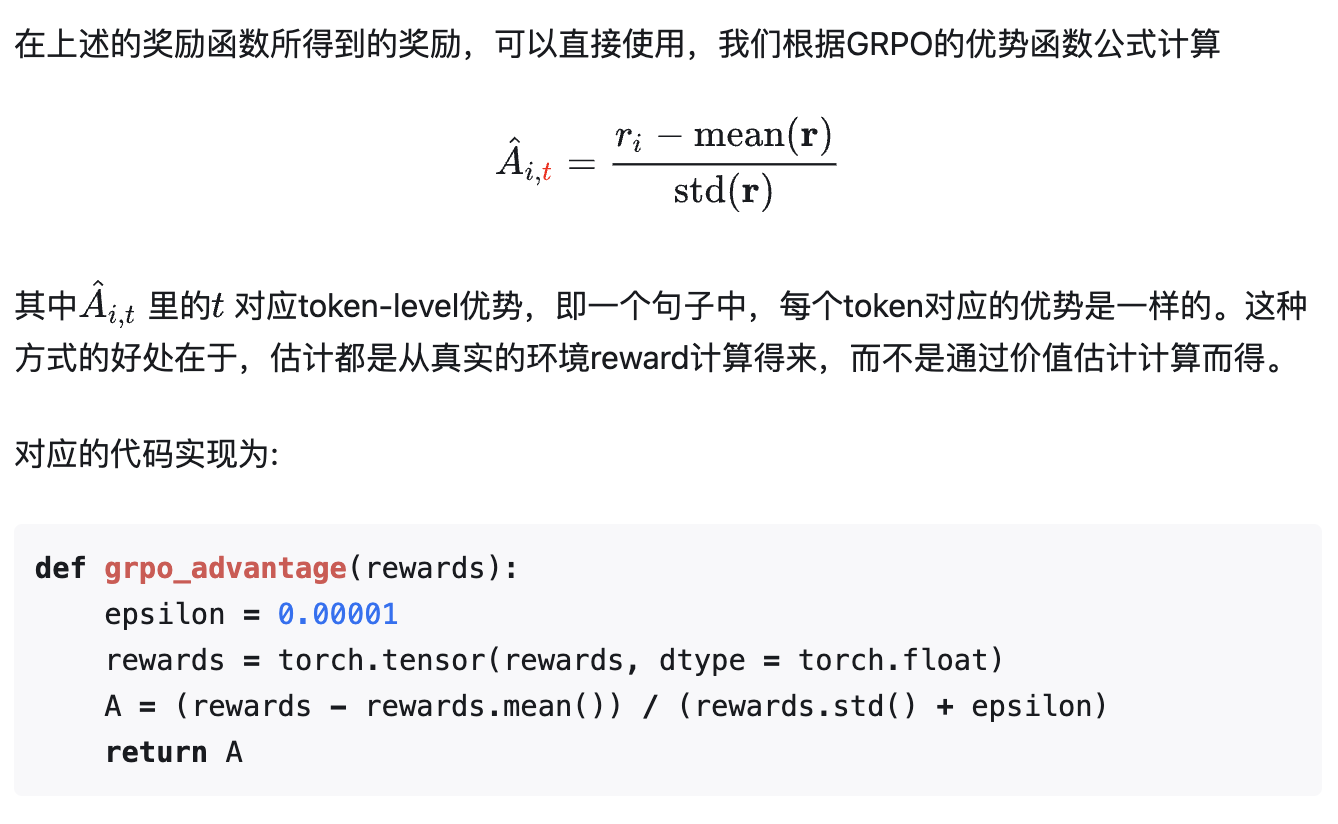 在上述的奖励函数所得到的奖励，可以直接使用，我们根据GRPO的优势函数公式计算
Â_{i,t} = \frac{r_i − mean(𝐫)}{std(𝐫)}
其中Â_{i,t} 里的t 对应token-level优势，即一个句子中，每个token对应的优势是一样的。这种
方式的好处在于，估计都是从真实的环境reward计算得来，而不是通过价值估计计算而得。
对应的代码实现为:
def grpo_advantage(rewards):
    epsilon = 0.00001
    rewards = torch.tensor(rewards, dtype = torch.float)
    A = (rewards - rewards.mean()) / (rewards.std() + epsilon)
    return A